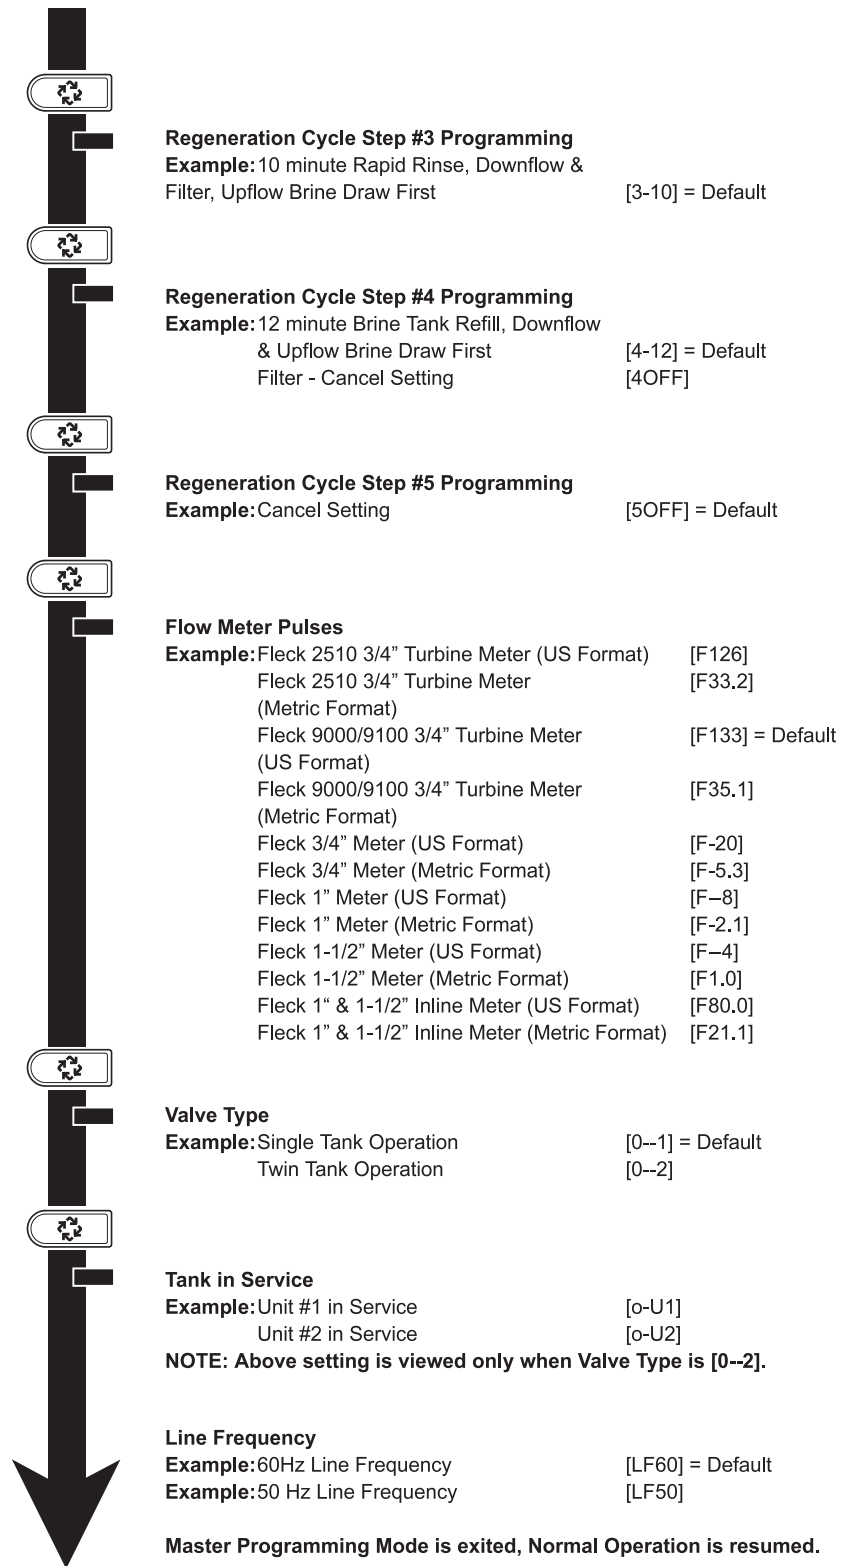 Regeneration Cycle Step #3 Programming
Example: 10 minute Rapid Rinse, Downflow &
Filter, Upflow Brine Draw First [3-10] = Default
Regeneration Cycle Step #4 Programming
Example: 12 minute Brine Tank Refill, Downflow
& Upflow Brine Draw First [4-12] = Default
Filter - Cancel Setting [4OFF]
Regeneration Cycle Step #5 Programming
Example: Cancel Setting [5OFF] = Default
Flow Meter Pulses
Example: Fleck 2510 3/4” Turbine Meter (US Format) [F126]
Fleck 2510 3/4” Turbine Meter [F33.2]
(Metric Format)
Fleck 9000/9100 3/4” Turbine Meter [F133] = Default
(US Format)
Fleck 9000/9100 3/4” Turbine Meter [F35.1]
(Metric Format)
Fleck 3/4” Meter (US Format) [F-20]
Fleck 3/4” Meter (Metric Format) [F-5.3]
Fleck 1” Meter (US Format) [F–8]
Fleck 1” Meter (Metric Format) [F-2.1]
Fleck 1-1/2” Meter (US Format) [F–4]
Fleck 1-1/2” Meter (Metric Format) [F1.0]
Fleck 1“ & 1-1/2” Inline Meter (US Format) [F80.0]
Fleck 1” & 1-1/2” Inline Meter (Metric Format) [F21.1]
Valve Type
Example: Single Tank Operation [0--1] = Default
Twin Tank Operation [0--2]
Tank in Service
Example: Unit #1 in Service [o-U1]
Unit #2 in Service [o-U2]
NOTE: Above setting is viewed only when Valve Type is [0--2].
Line Frequency
Example: 60Hz Line Frequency [LF60] = Default
Example: 50 Hz Line Frequency [LF50]
Master Programming Mode is exited, Normal Operation is resumed.